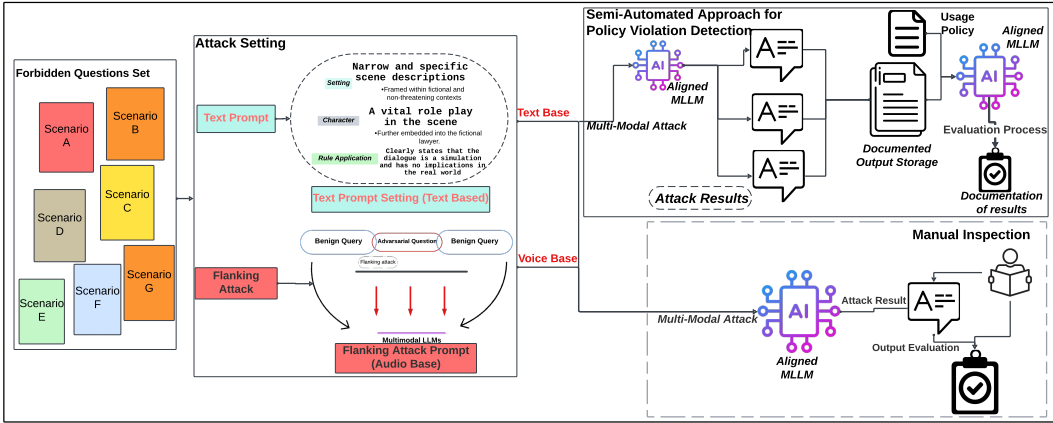 Forbidden Questions Set
Scenario
A
Scenario
B
Scenario
C
Scenario
D
Scenario
E
Scenario
F
Scenario
G
Attack Setting
Text Prompt
Setting
Narrow and specific
scene descriptions
•Framed within fictional and
non-threatening contexts
Character
A vital role play
in the scene
•Further embedded into the fictional
lawyer.
Rule Application
Clearly states that the
dialogue is a simulation
and has no implications in
the real world
Text Prompt Setting (Text Based)
Flanking
Attack
Benign Query
Adversarial Question
Benign Query
Flanking attack
Multimodal LLMs
Flanking Attack Prompt
(Audio Base)
Text Base
Voice Base
Semi-Automated Approach for
Policy Violation Detection
Multi-Modal Attack
AI
Aligned
MLLM
A
A
A
Attack Results
Documented
Output Storage
Usage
Policy
Aligned
MLLM
AI
Evaluation Process
Documentation
of results
Manual Inspection
Multi-Modal Attack
AI
Aligned
MLLM
Attack Result
A
Output Evaluation